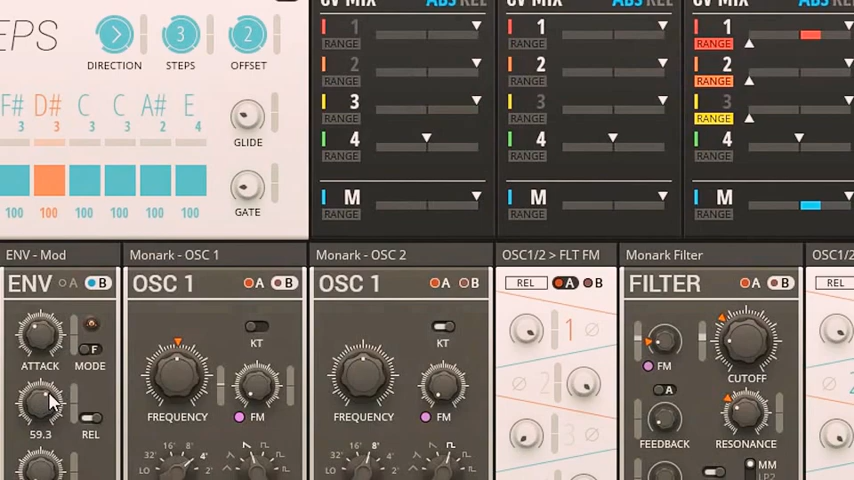 EPS
DIRECTION
STEPS
3
OFFSET
2
F# D# C C A# E
3 3 3 3 2 4
GLIDE
GATE
100 100 100 100 100 100
CV MIX ABS REL
1
RANGE
2
RANGE
3
RANGE
4
RANGE
M
RANGE
CV MIX ABS REL
1
RANGE
2
RANGE
3
RANGE
4
RANGE
M
RANGE
1
RANGE
2
RANGE
3
RANGE
4
RANGE
M
RANGE
ENV - Mod
ENV A B
ATTACK
F
MODE
59.3
REL
Monark - OSC 1
OSC 1 A B
KT
FREQUENCY
FM
32' 16' 8' 4'
LO
Monark - OSC 2
OSC 1 A B
KT
FREQUENCY
FM
32' 16' 8' 4'
LO
OSC1/2 > FLT FM
REL A B
1 Ø
Ø 2
3 Ø
Monark Filter
FILTER A B
FM
CUTOFF
A
FEEDBACK
RESONANCE
MM
LP2
OSC1/2
REL